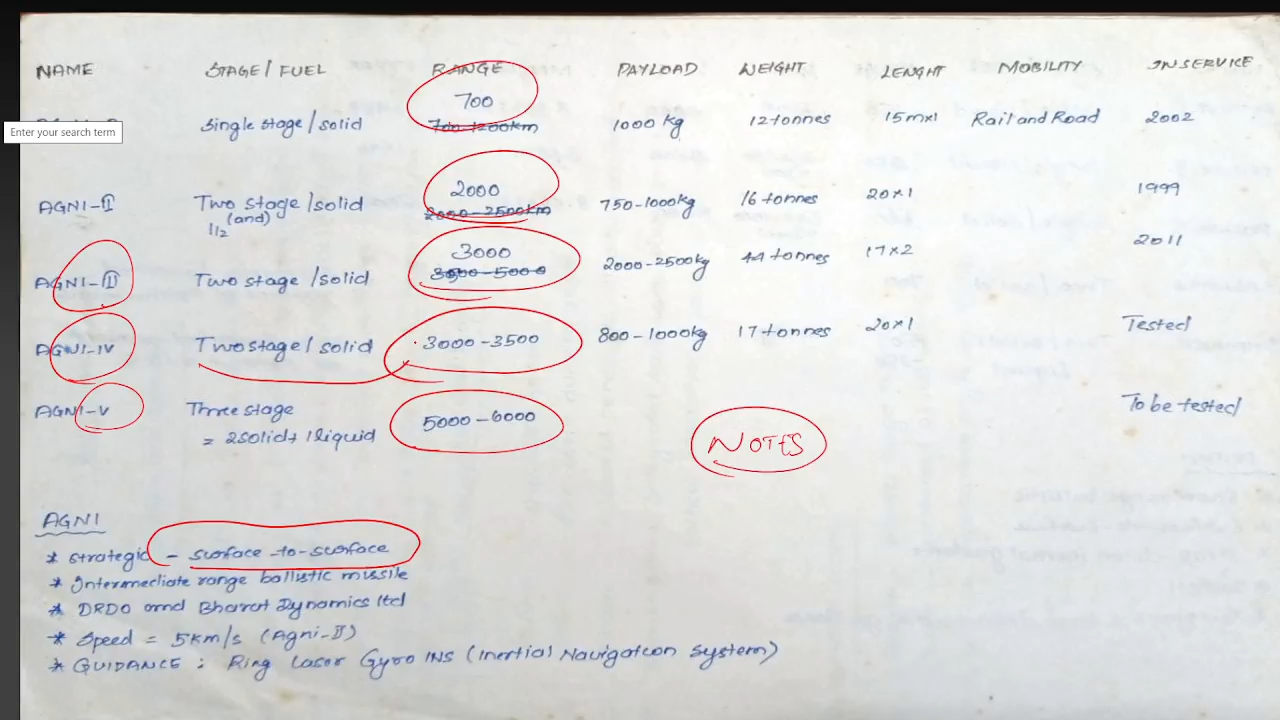 NAME STAGE/FUEL RANGE PAYLOAD WEIGHT LENGHT MOBILITY INSERVICE
700
Single stage/solid 700-1200km 1000 kg 12 tonnes 15mx1 Rail and Road 2002
Enter your search term
2000
AGNI-II Two stage/solid 2000-2500km 750-1000kg 16 tonnes 20x1 1999
(and)
3000
AGNI-III Two stage/solid 3500-5000 2000-2500kg 44 tonnes 17x2 2011
AGNI-IV Two stage/solid 3000-3500 800-1000kg 17 tonnes 20x1 Tested
AGNI-V Three stage 5000-6000 To be tested
= 2solid+ 1liquid
NOTES
AGNI
* Strategic - surface-to-surface
* Intermediate range ballistic missile
* DRDO and Bharat Dynamics ltd
* Speed = 5km/s (Agni-II)
* GUIDANCE : Ring Laser Gyro INS (Inertial Navigation System)